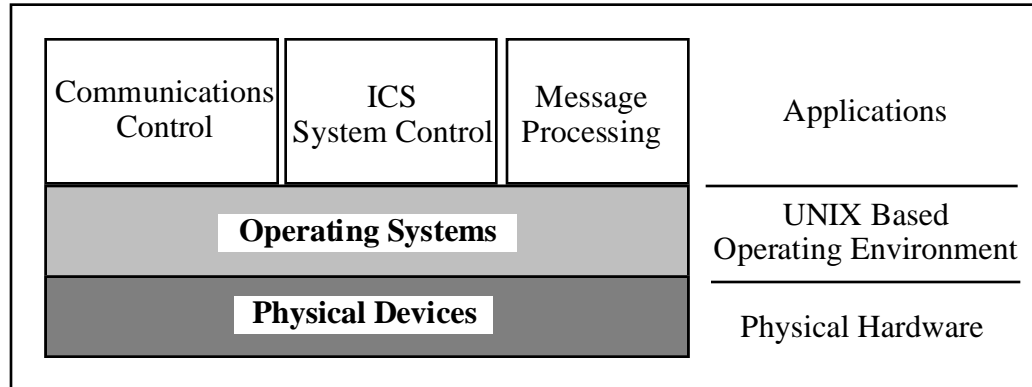 Communications
Control
ICS
System Control
Message
Processing
Applications
Operating Systems
UNIX Based
Operating Environment
Physical Devices
Physical Hardware